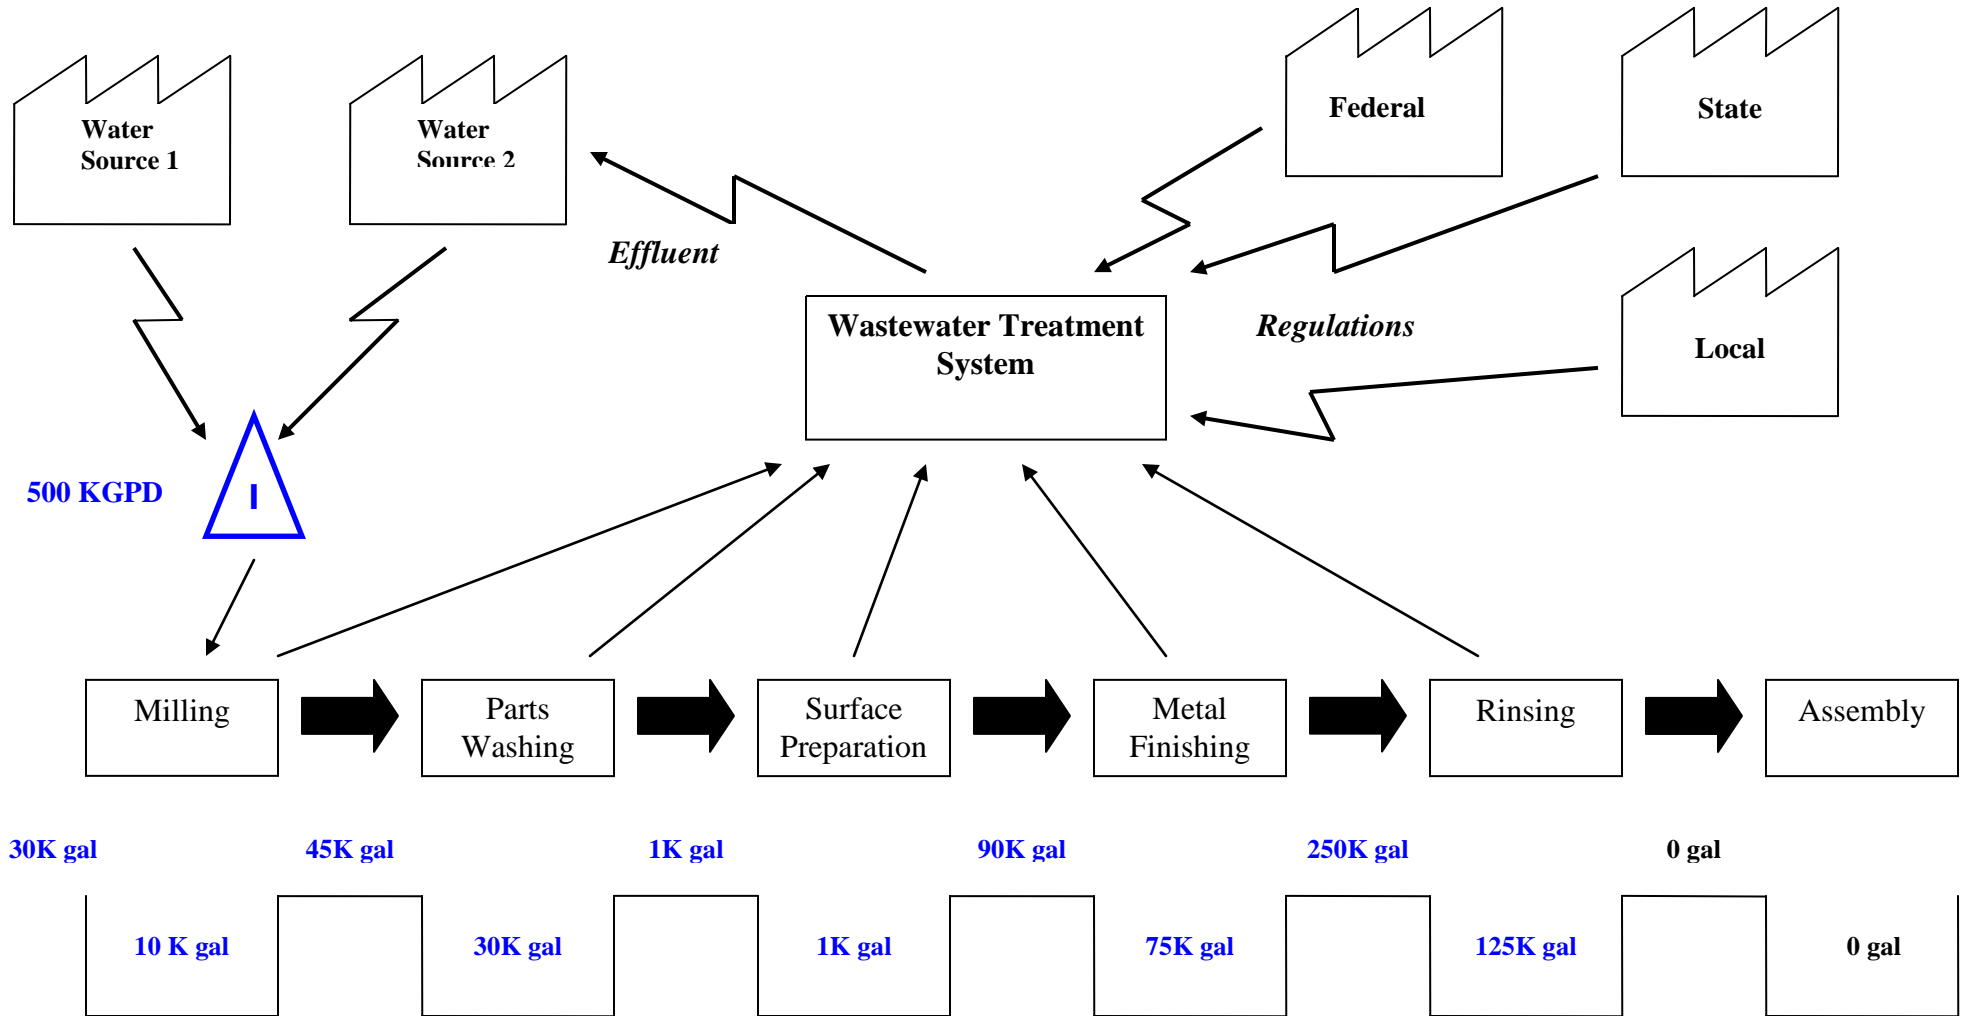 Federal
State
Water
Source 1
Water
Source 2
Effluent
Wastewater Treatment
System
Regulations
Local
500 KGPD
I
Milling
Parts
Washing
Surface
Preparation
Metal
Finishing
Rinsing
Assembly
30K gal
45K gal
1K gal
90K gal
250K gal
0 gal
10 K gal
30K gal
1K gal
75K gal
125K gal
0 gal